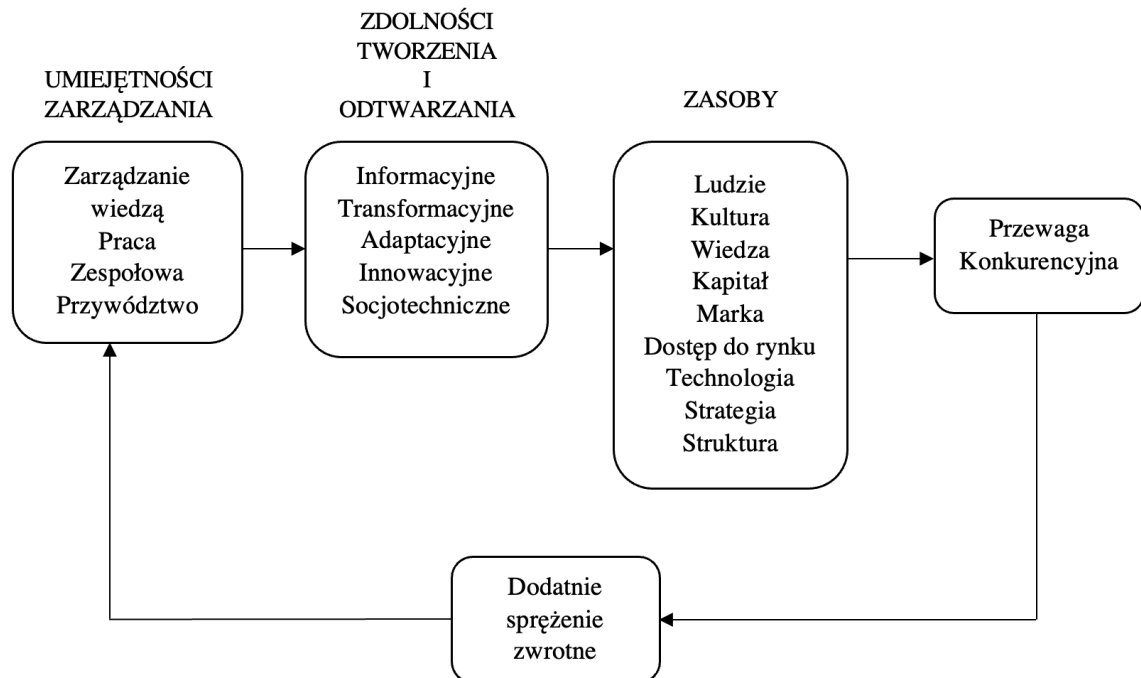 UMIEJĘTNOŚCI
ZARZĄDZANIA
Zarządzanie
wiedzą
Praca
Zespołowa
Przywództwo
ZDOLNOŚCI
TWORZENIA
I
ODTWARZANIA
Informacyjne
Transformacyjne
Adaptacyjne
Innowacyjne
Socjotechniczne
ZASOBY
Ludzie
Kultura
Wiedza
Kapitał
Marka
Dostęp do rynku
Technologia
Strategia
Struktura
Przewaga
Konkurencyjna
Dodatnie
sprężenie
zwrotne